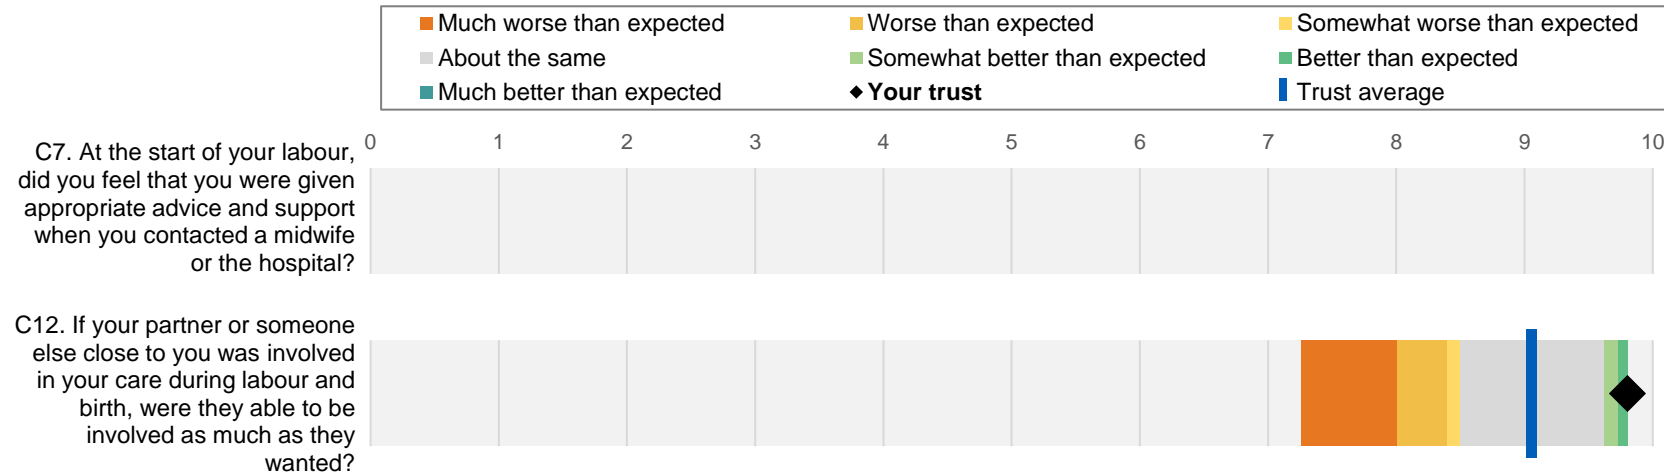 Much worse than expected
Worse than expected
Somewhat worse than expected
About the same
Somewhat better than expected
Better than expected
Much better than expected
Your trust
Trust average
0 1 2 3 4 5 6 7 8 9 10
C7. At the start of your labour,
did you feel that you were given
appropriate advice and support
when you contacted a midwife
or the hospital?
C12. If your partner or someone
else close to you was involved
in your care during labour and
birth, were they able to be
involved as much as they
wanted?